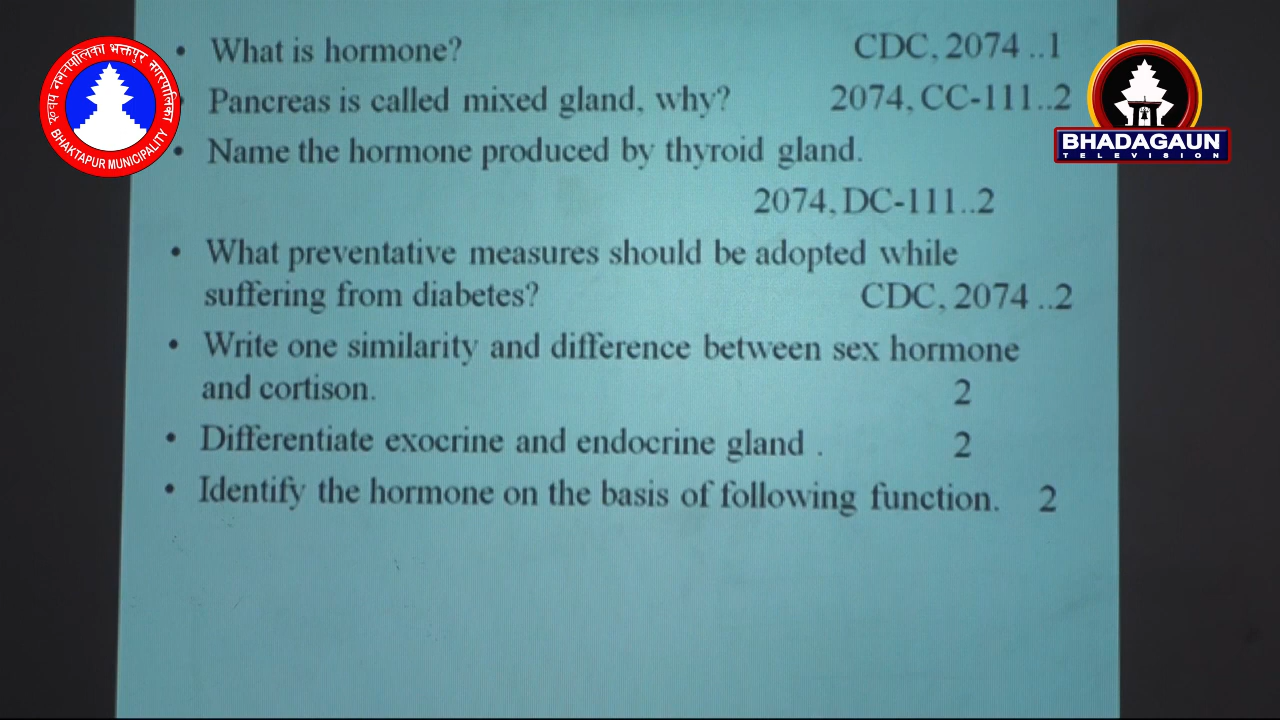 • What is hormone? CDC, 2074 ..1
• Pancreas is called mixed gland, why? 2074, CC-111..2
• Name the hormone produced by thyroid gland.
2074, DC-111..2
• What preventative measures should be adopted while
suffering from diabetes? CDC, 2074 ..2
• Write one similarity and difference between sex hormone
and cortison. 2
• Differentiate exocrine and endocrine gland . 2
• Identify the hormone on the basis of following function. 2
भक्तपुर नगरपालिका
BHAKTAPUR MUNICIPALITY
BHADAGAUN
TELEVISION